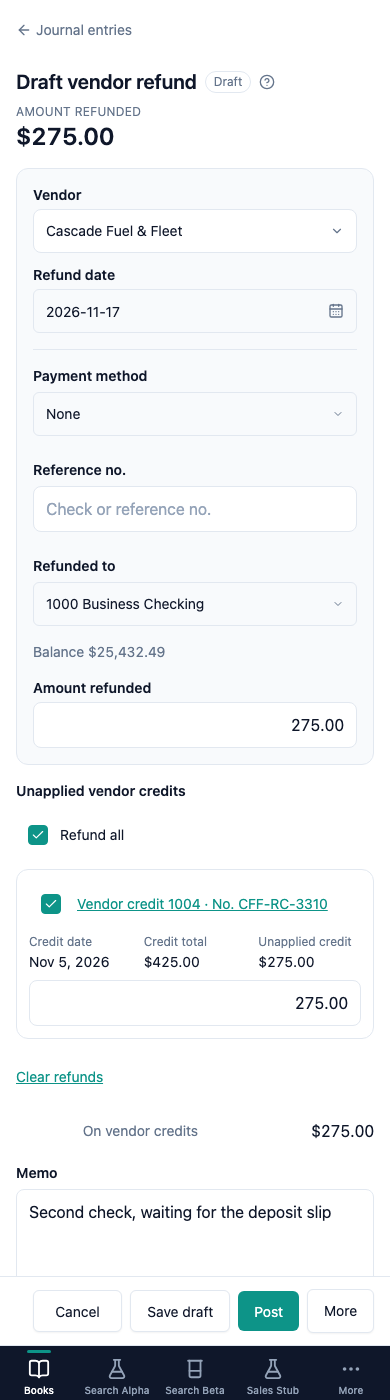 Journal entries
Draft vendor refund Draft
AMOUNT REFUNDED
$275.00
Vendor
Cascade Fuel & Fleet
Refund date
2026-11-17
Payment method
None
Reference no.
Check or reference no.
Refunded to
1000 Business Checking
Balance $25,432.49
Amount refunded
275.00
Unapplied vendor credits
Refund all
Vendor credit 1004 · No. CFF-RC-3310
Credit date Credit total Unapplied credit
Nov 5, 2026 $425.00 $275.00
275.00
Clear refunds
On vendor credits $275.00
Memo
Second check, waiting for the deposit slip
Cancel Save draft Post More
Books Search Alpha Search Beta Sales Stub More